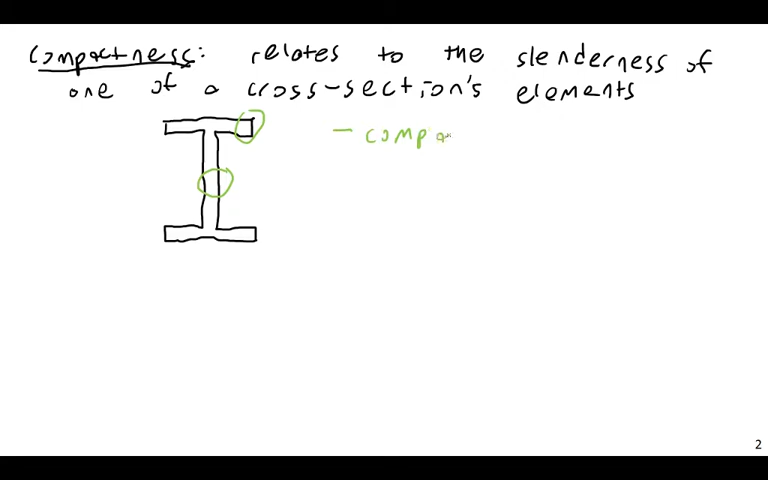 compactness: relates to the slenderness of
one of a cross-section's elements
- compa
2